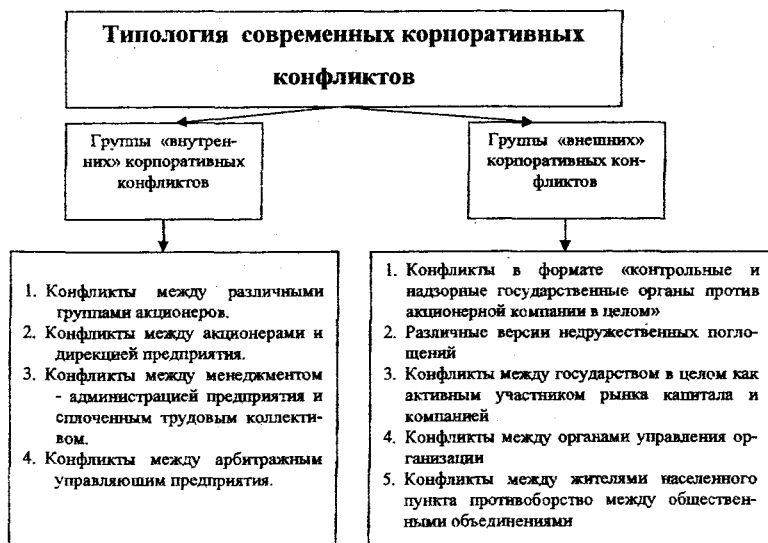 Типология современных корпоративных
конфликтов
Группы «внутрен-
них» корпоративных
конфликтов
Группы «внешних»
корпоративных кон-
фликтов
1. Конфликты между различными
группами акционеров.
2. Конфликты между акционерами и
дирекцией предприятия.
3. Конфликты между менеджментом
- администрацией предприятия и
сплоченным трудовым коллекти-
вом.
4. Конфликты между арбитражным
управляющим предприятия.
1. Конфликты в формате «контрольные и
надзорные государственные органы против
акционерной компании в целом»
2. Различные версии недружественных погло-
щений
3. Конфликты между государством в целом как
активным участником рынка капитала и
компанией
4. Конфликты между органами управления ор-
ганизации
5. Конфликты между жителями населенного
пункта противоборство между обществен-
ными объединениями